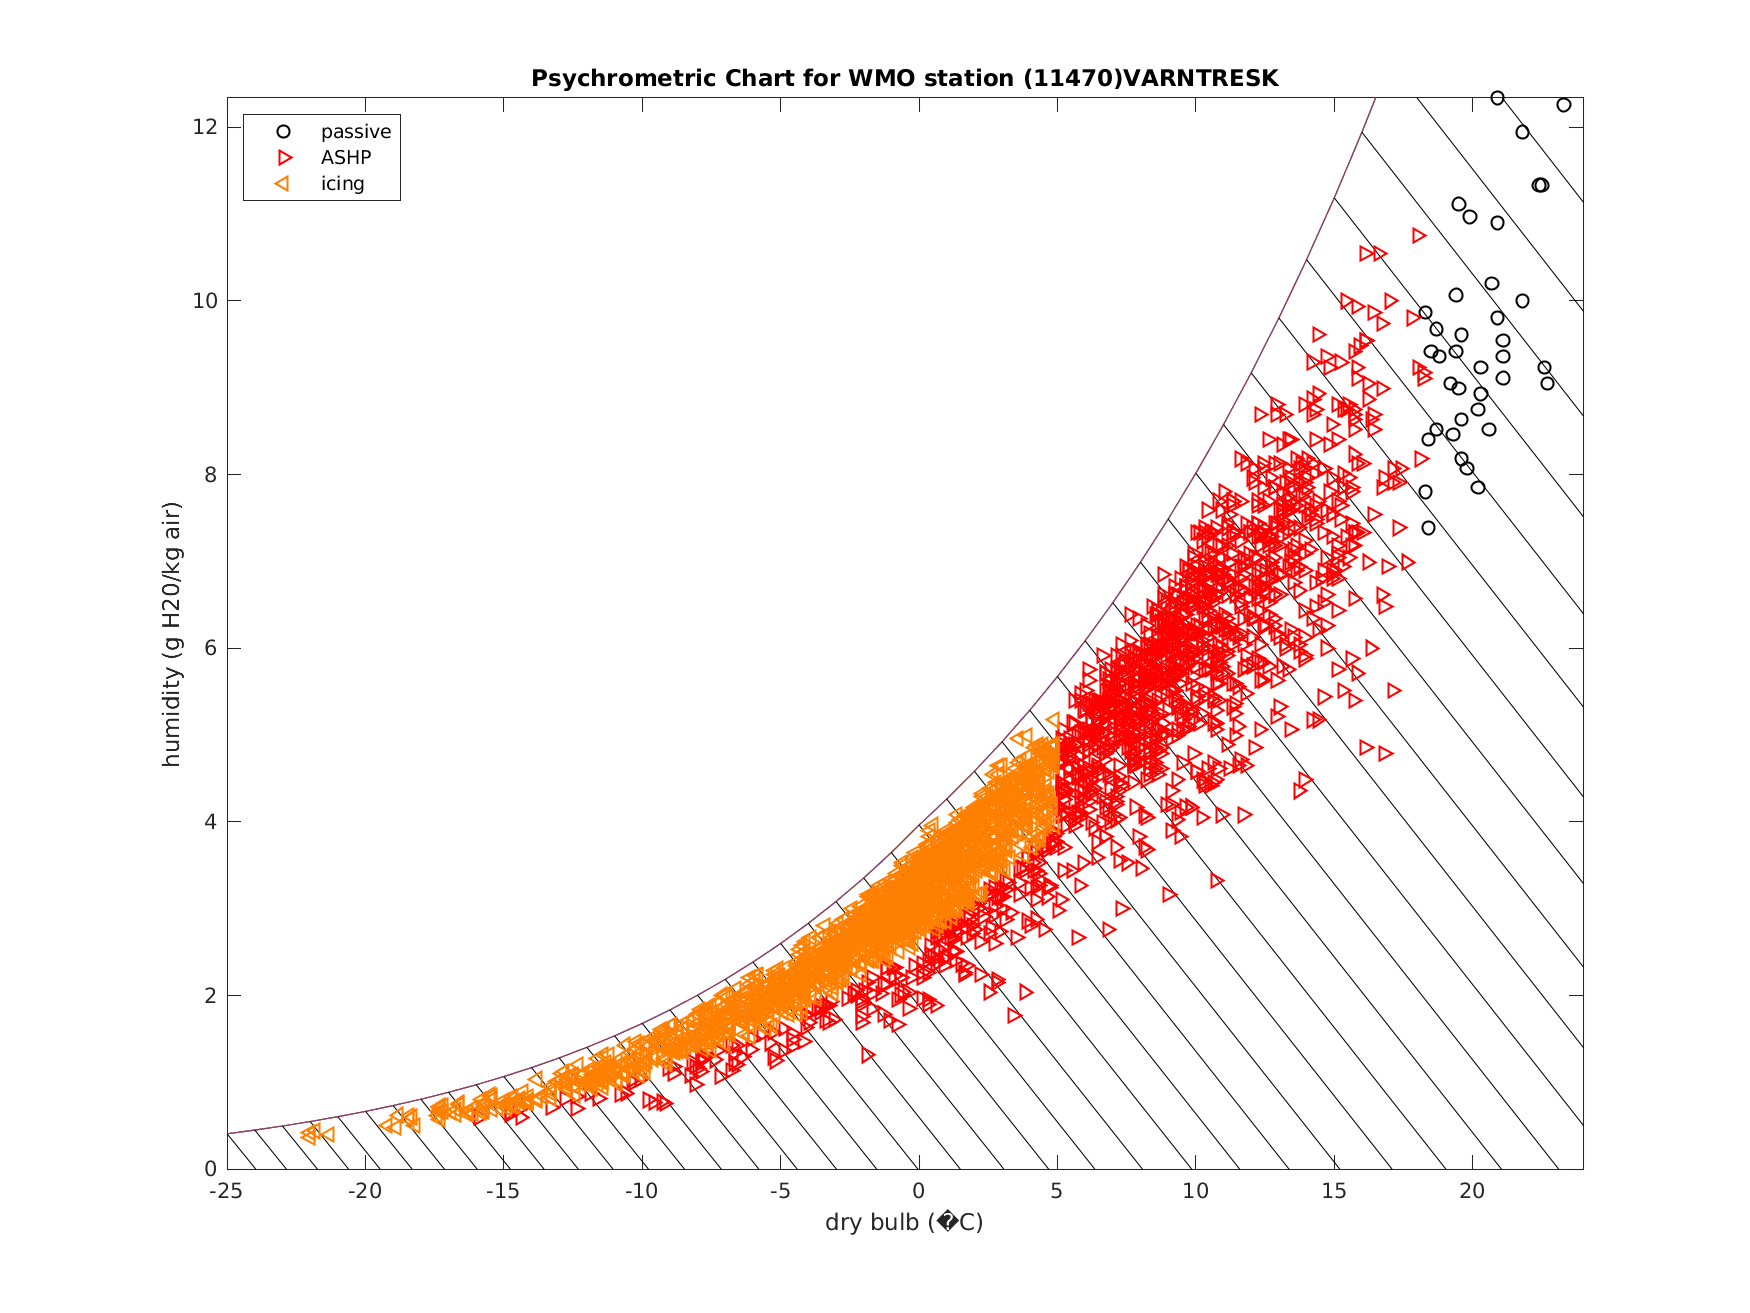 Psychrometric Chart for WMO station (11470)VARNTRESK
passive
ASHP
icing
humidity (g H20/kg air)
12
10
8
6
4
2
0
-25 -20 -15 -10 -5 0 5 10 15 20
dry bulb (�C)